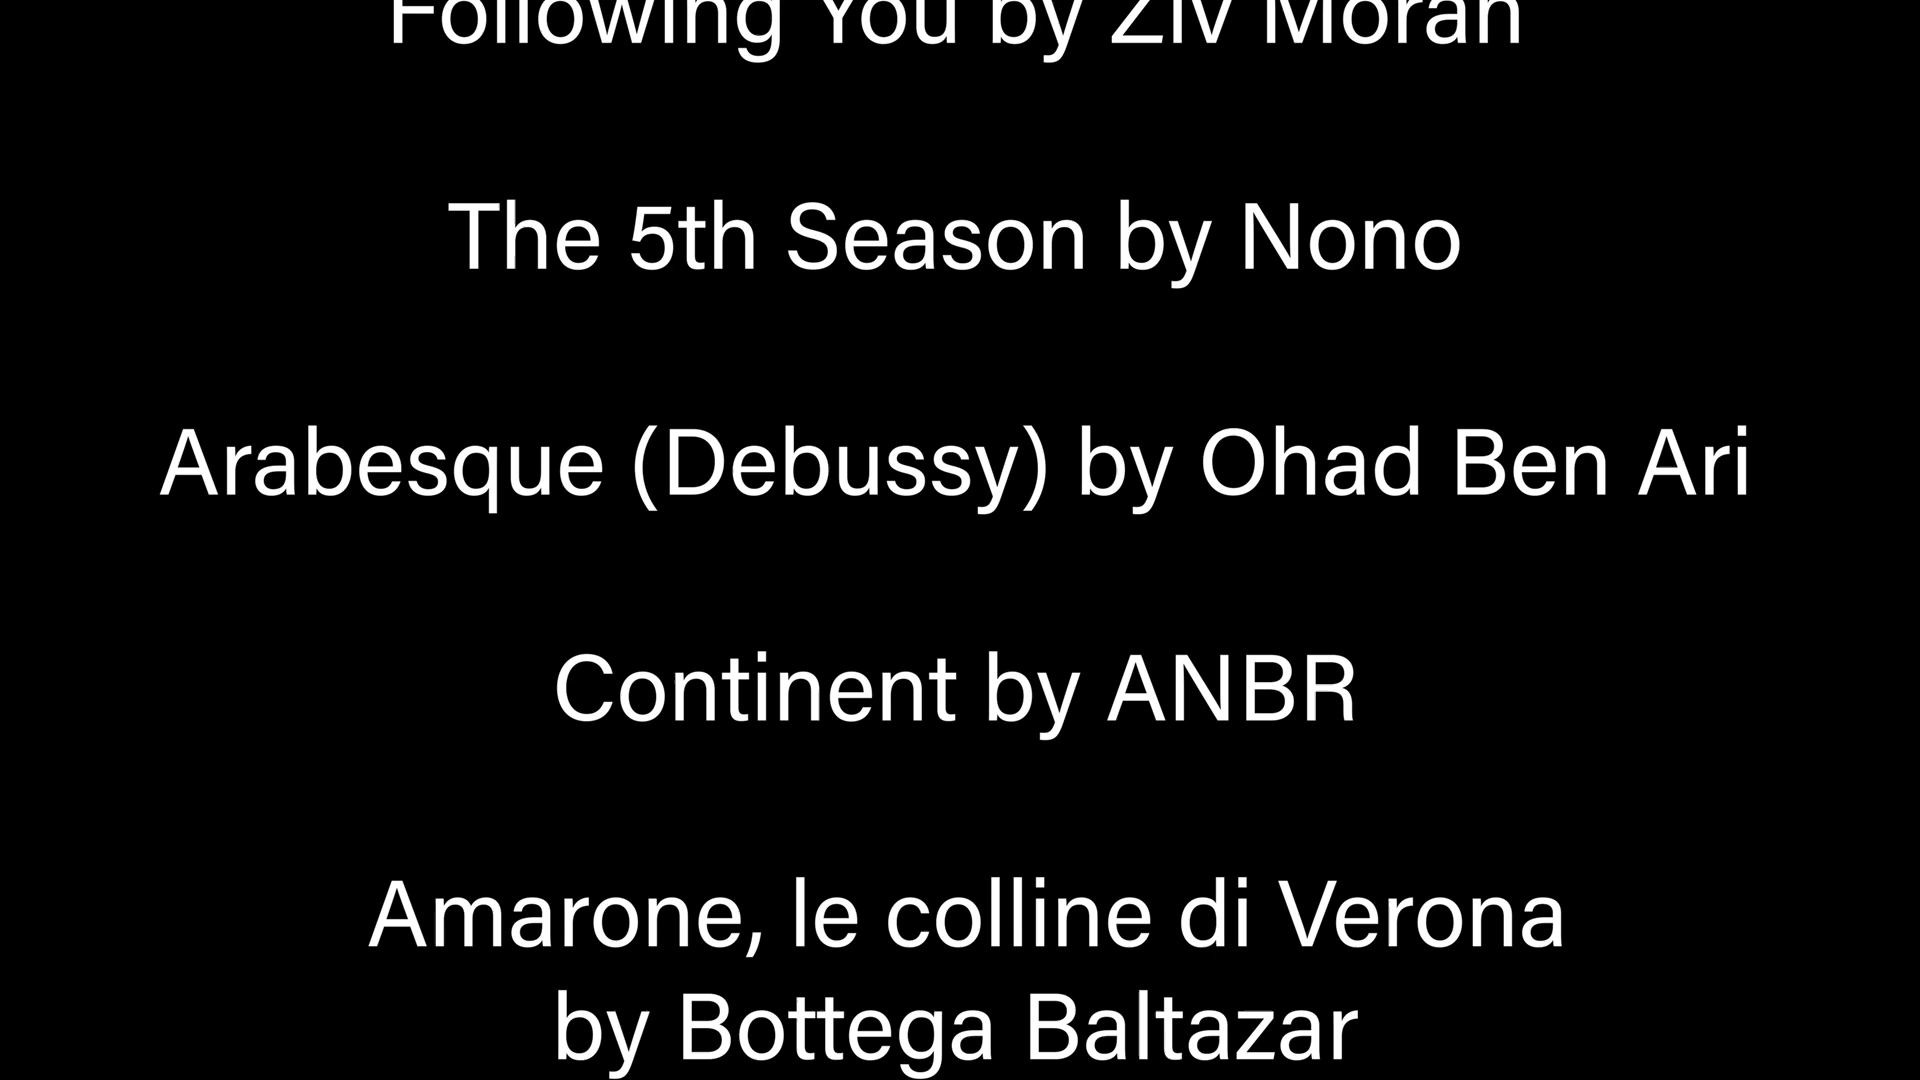 Following You by Ziv Moran
The 5th Season by Nono
Arabesque (Debussy) by Ohad Ben Ari
Continent by ANBR
Amarone, le colline di Verona
by Bottega Baltazar